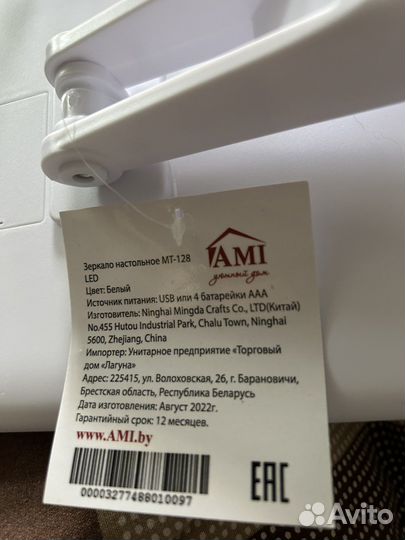 Зеркало настольное MT-128
LED
Цвет: Белый
AMI
умный дом
Источник питания: USB или 4 батарейки AAA
Изготовитель: Ninghai Mingda Crafts Co., LTD(Китай)
No.455 Hutou Industrial Park, Chalu Town, Ninghai
5600, Zhejiang, China
Импортер: Унитарное предприятие «Торговый
дом «Лагуна»
Адрес: 225415, ул. Волоховская, 26, г. Барановичи,
Брестская область, Республика Беларусь
Дата изготовления: Август 2022г.
Гарантийный срок: 12 месяцев.
www.AMI.by
00003277488010097
EAC
Avito